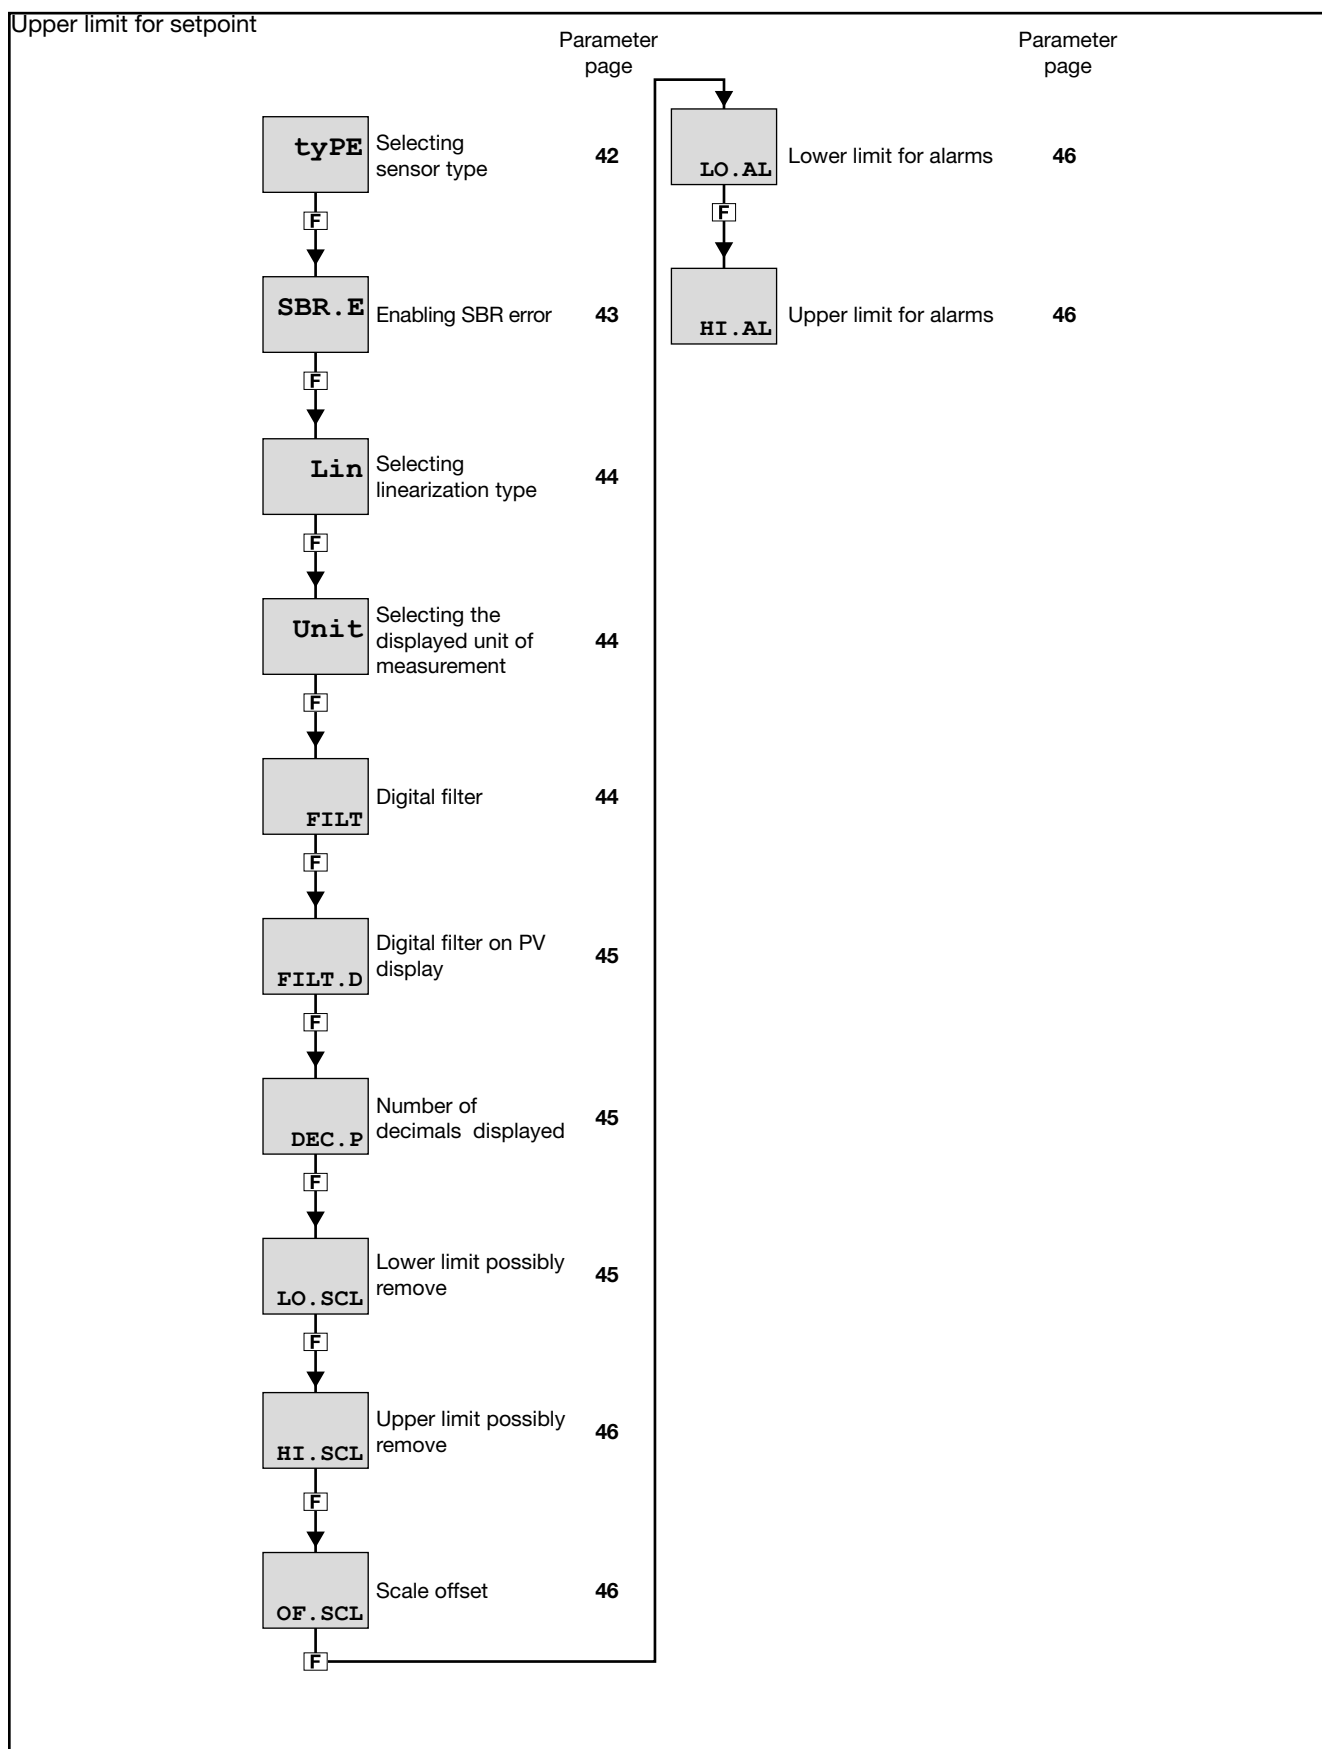 Upper limit for setpoint
Parameter
page
tyPE
Selecting
sensor type
42
F
SBR.E
Enabling SBR error
43
F
Lin
Selecting
linearization type
44
F
Unit
Selecting the
displayed unit of
measurement
44
F
FILT
Digital filter
44
F
FILT.D
Digital filter on PV
display
45
F
DEC.P
Number of
decimals displayed
45
F
LO.SCL
Lower limit possibly
remove
45
F
HI.SCL
Upper limit possibly
remove
46
F
OF.SCL
Scale offset
46
F
Parameter
page
LO.AL
Lower limit for alarms
46
F
HI.AL
Upper limit for alarms
46